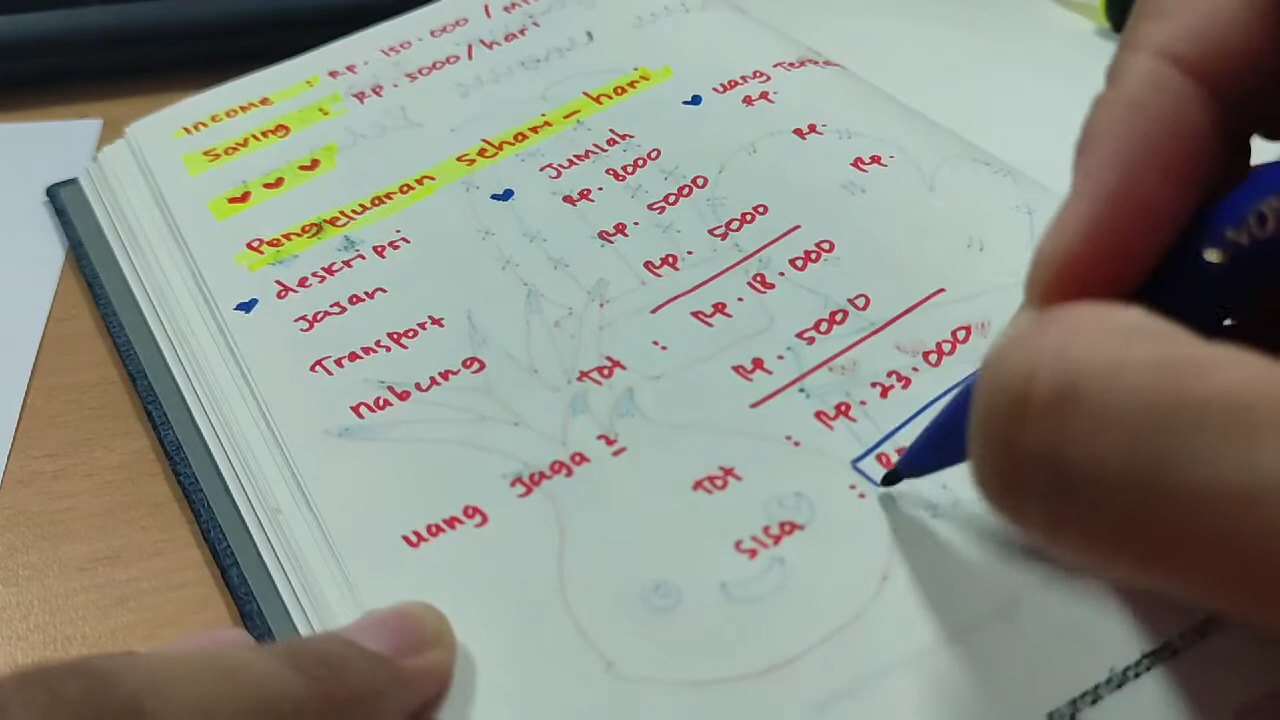 Income : Rp. 150.000 /
Saving : Rp. 5000 / hari
Pengeluaran sehari - hari
deskripsi Jumlah uang
Jajan Rp. 8000 Rp.
Transport Rp. 5000 Rp.
nabung Rp. 5000 Rp.
Tot : Rp. 18.000
uang Jaga ² Rp. 5000
Tot : Rp. 23.000
sisa :